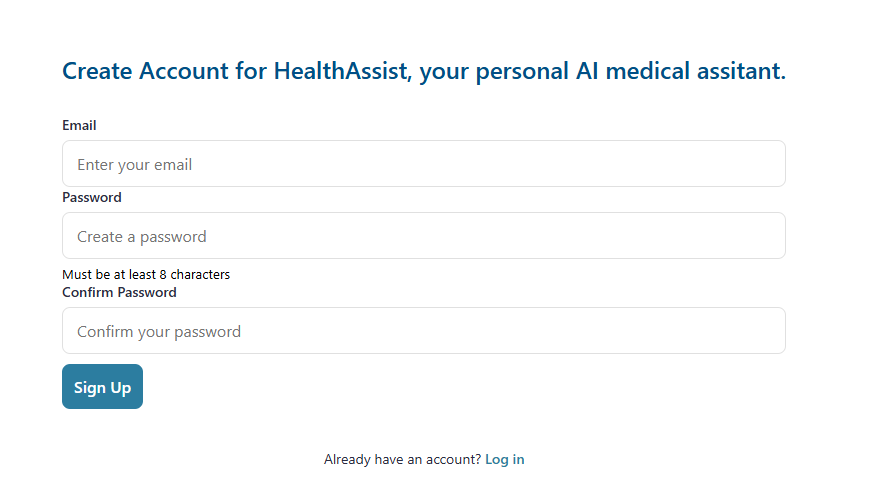 Create Account for HealthAssist, your personal AI medical assitant.
Email
Enter your email
Password
Create a password
Must be at least 8 characters
Confirm Password
Confirm your password
Sign Up
Already have an account? Log in